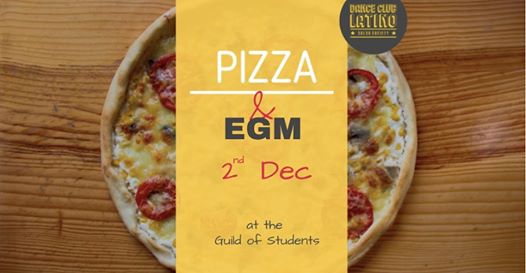 DANCE CLUB
LATINO
SALSA SOCIETY
PIZZA
&
EGM
2nd Dec
at the
Guild of Students